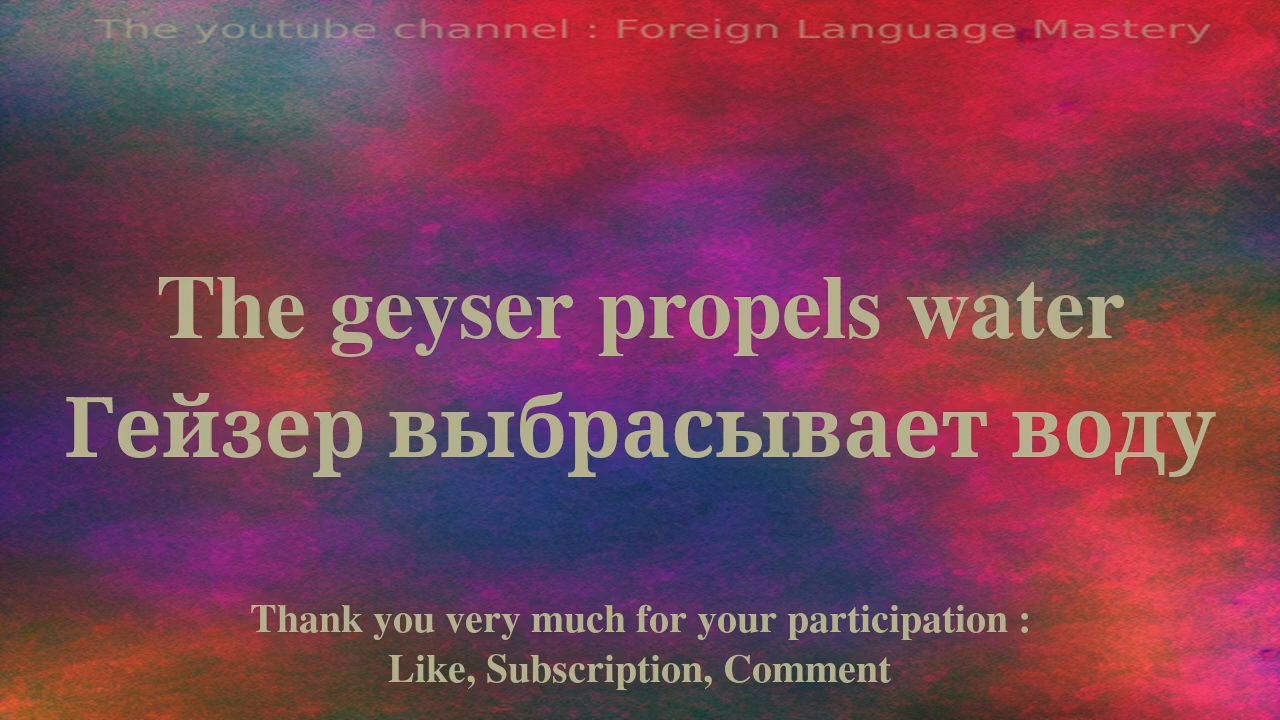 The youtube channel : Foreign Language Mastery
The geyser propels water
Гейзер выбрасывает воду
Thank you very much for your participation :
Like, Subscription, Comment